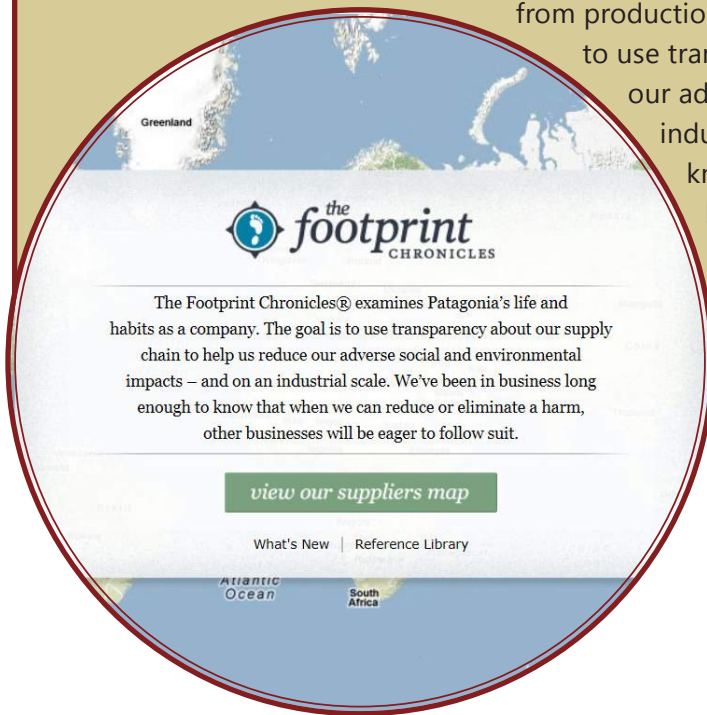 from production
to use tran
our ad
indu
kn
Greenland
the
footprint
CHRONICLES
The Footprint Chronicles® examines Patagonia's life and
habits as a company. The goal is to use transparency about our supply
chain to help us reduce our adverse social and environmental
impacts – and on an industrial scale. We've been in business long
enough to know that when we can reduce or eliminate a harm,
other businesses will be eager to follow suit.
view our suppliers map
What's New | Reference Library
Atlantic
Ocean
South
Africa